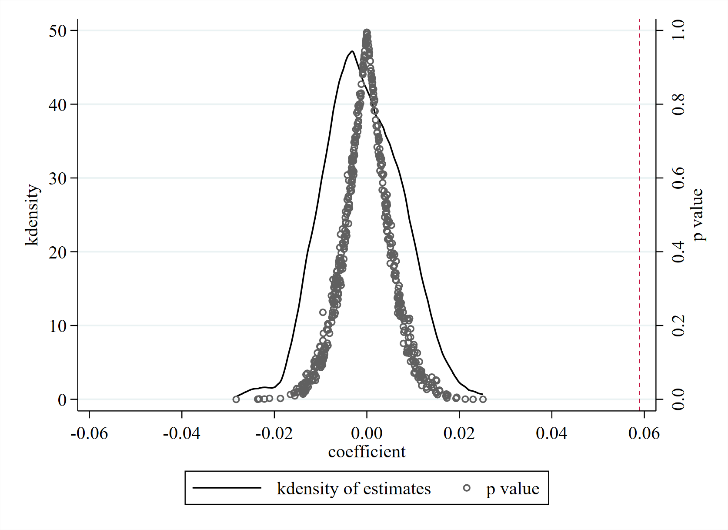 50
40
30
20
10
0
kdensity
1.0
0.8
0.6
0.4
0.2
0.0
p value
-0.06 -0.04 -0.02 0.00 0.02 0.04 0.06
coefficient
kdensity of estimates p value